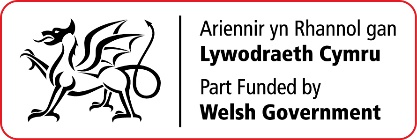 Ariennir yn Rhannol gan
Lywodraeth Cymru
Part Funded by
Welsh Government